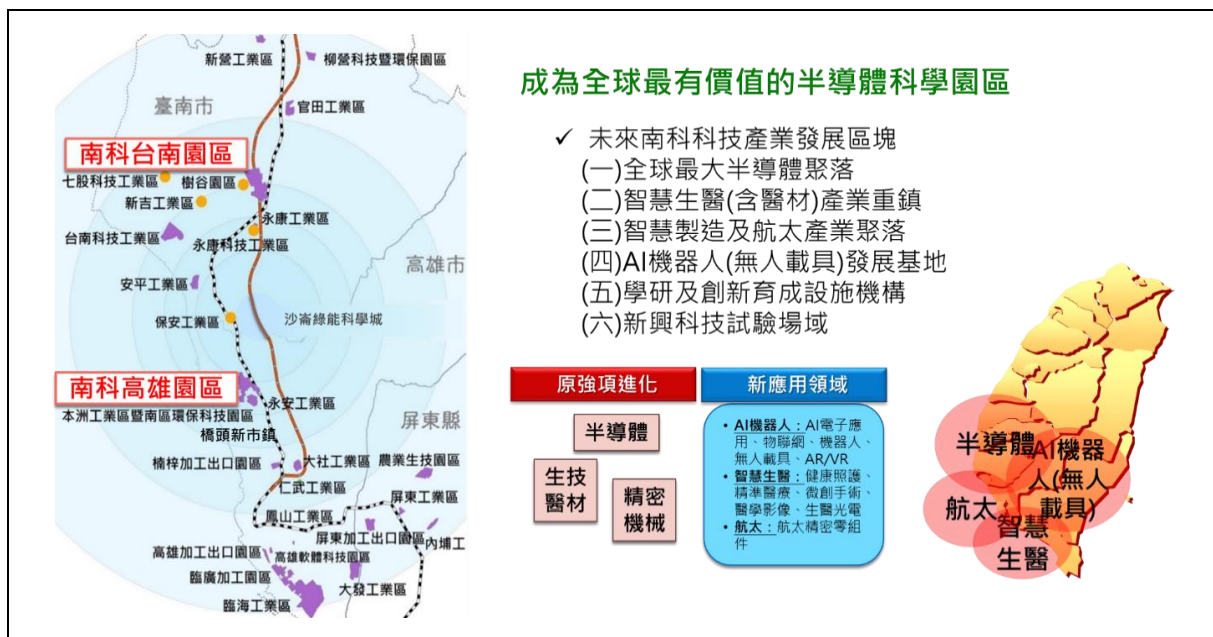 新營工業區
柳營科技暨環保園區
臺南市
官田工業區
南科台南園區
七股科技工業區
樹谷園區
新吉工業區
永康工業區
台南科技工業區
永康科技工業區
高雄市
安平工業區
保安工業區
沙崙綠能科學城
南科高雄園區
永安工業區
本洲工業區暨南區環保科技園區
屏東縣
橋頭新市鎮
楠梓加工出口園區
大社工業區
農業生技園區
仁武工業區
屏東工業區
鳳山工業區
屏東加工出口園區
內埔工
高雄加工出口園區
高雄軟體科技園區
臨廣加工園區
大發工業區
臨海工業區
成為全球最有價值的半導體科學園區
✓ 未來南科科技產業發展區塊
(一)全球最大半導體聚落
(二)智慧生醫(含醫材)產業重鎮
(三)智慧製造及航太產業聚落
(四)AI機器人(無人載具)發展基地
(五)學研及創新育成設施機構
(六)新興科技試驗場域
原強項進化
半導體
生技
醫材
精密
機械
新應用領域
• AI機器人：AI電子應
用、物聯網、機器人、
無人載具、AR/VR
• 智慧生醫：健康照護、
精準醫療、微創手術、
醫學影像、生醫光電
• 航太：航太精密零組
件
半導體
AI機器
人(無人
載具)
航太
智慧
生醫